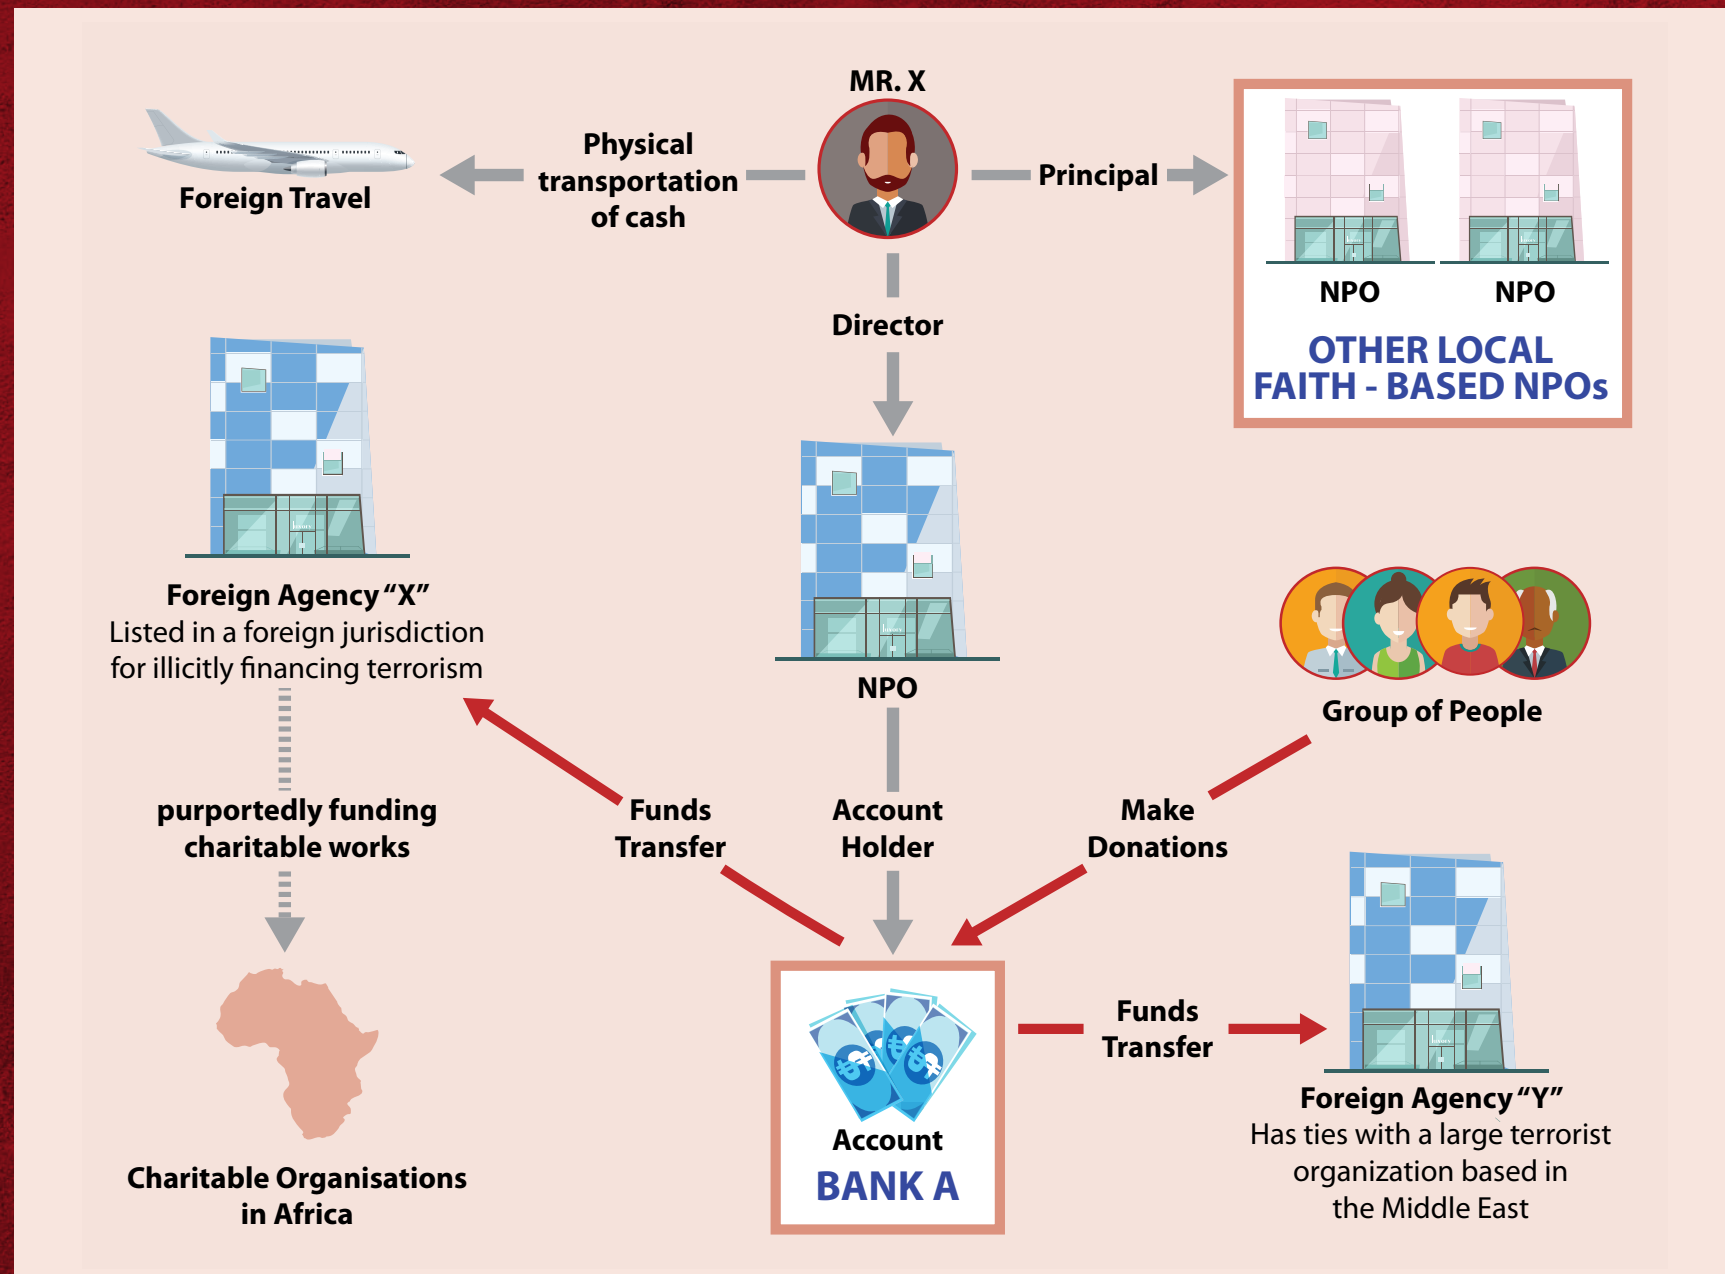 MR. X
Physical
transportation
of cash
Foreign Travel
Principal
NPO
NPO
OTHER LOCAL
FAITH - BASED NPOs
Director
Foreign Agency “X”
Listed in a foreign jurisdiction
for illicitly financing terrorism
NPO
Group of People
purportedly funding
charitable works
Funds
Transfer
Account
Holder
Make
Donations
Charitable Organisations
in Africa
Account
BANK A
Funds
Transfer
Foreign Agency “Y”
Has ties with a large terrorist
organization based in
the Middle East